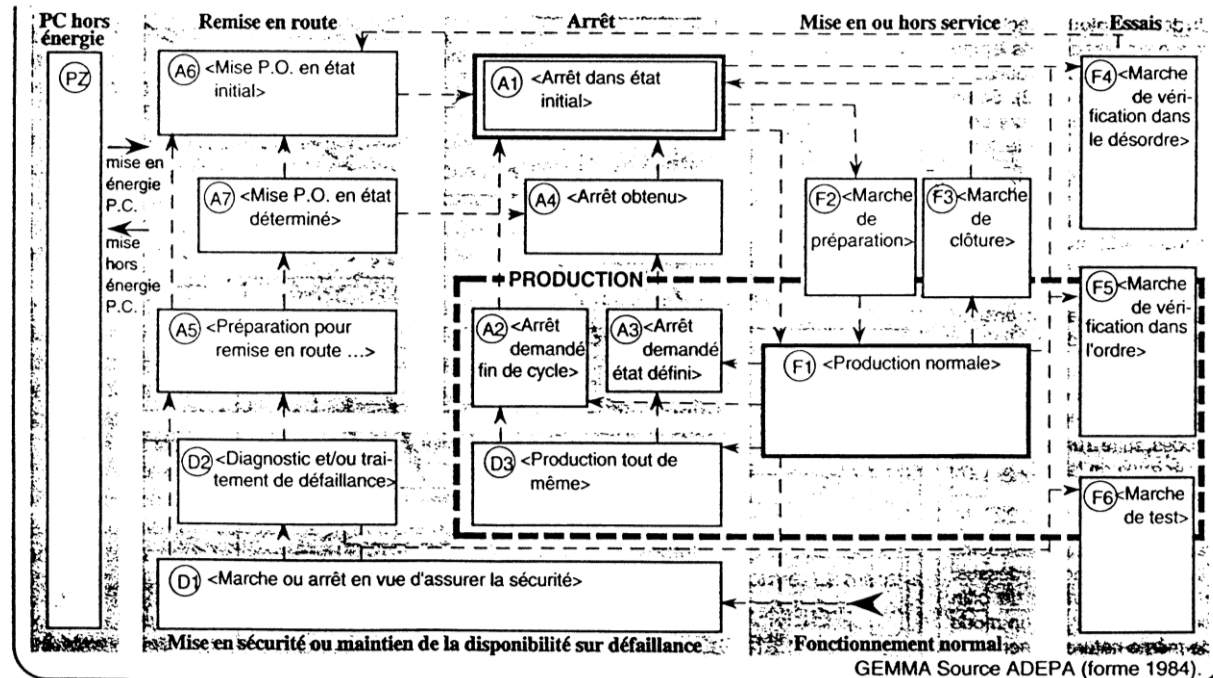 PC hors
énergie
Remise en route
Arrêt
Mise en ou hors service
Essais
PZ
A6 <Mise P.O. en état
initial>
A1 <Arrêt dans état
initial>
F4 <Marche
de véri-
fication dans
le désordre>
mise en
énergie
P.C.
mise
hors
énergie
P.C.
A7 <Mise P.O. en état
déterminé>
A4 <Arrêt obtenu>
F2 <Marche
de
préparation>
F3 <Marche
de
clôture>
PRODUCTION
A5 <Préparation pour
remise en route ...>
A2 <Arrêt
demandé
fin de cycle>
A3 <Arrêt
demandé
état défini>
F1 <Production normale>
F5 <Marche
de véri-
fication dans
l'ordre>
D2 <Diagnostic et/ou trai-
tement de défaillance>
D3 <Production tout de
même>
F6 <Marche
de test>
D1 <Marche ou arrêt en vue d'assurer la sécurité>
Mise en sécurité ou maintien de la disponibilité sur défaillance
Fonctionnement normal
GEMMA Source ADEPA (forme 1984).